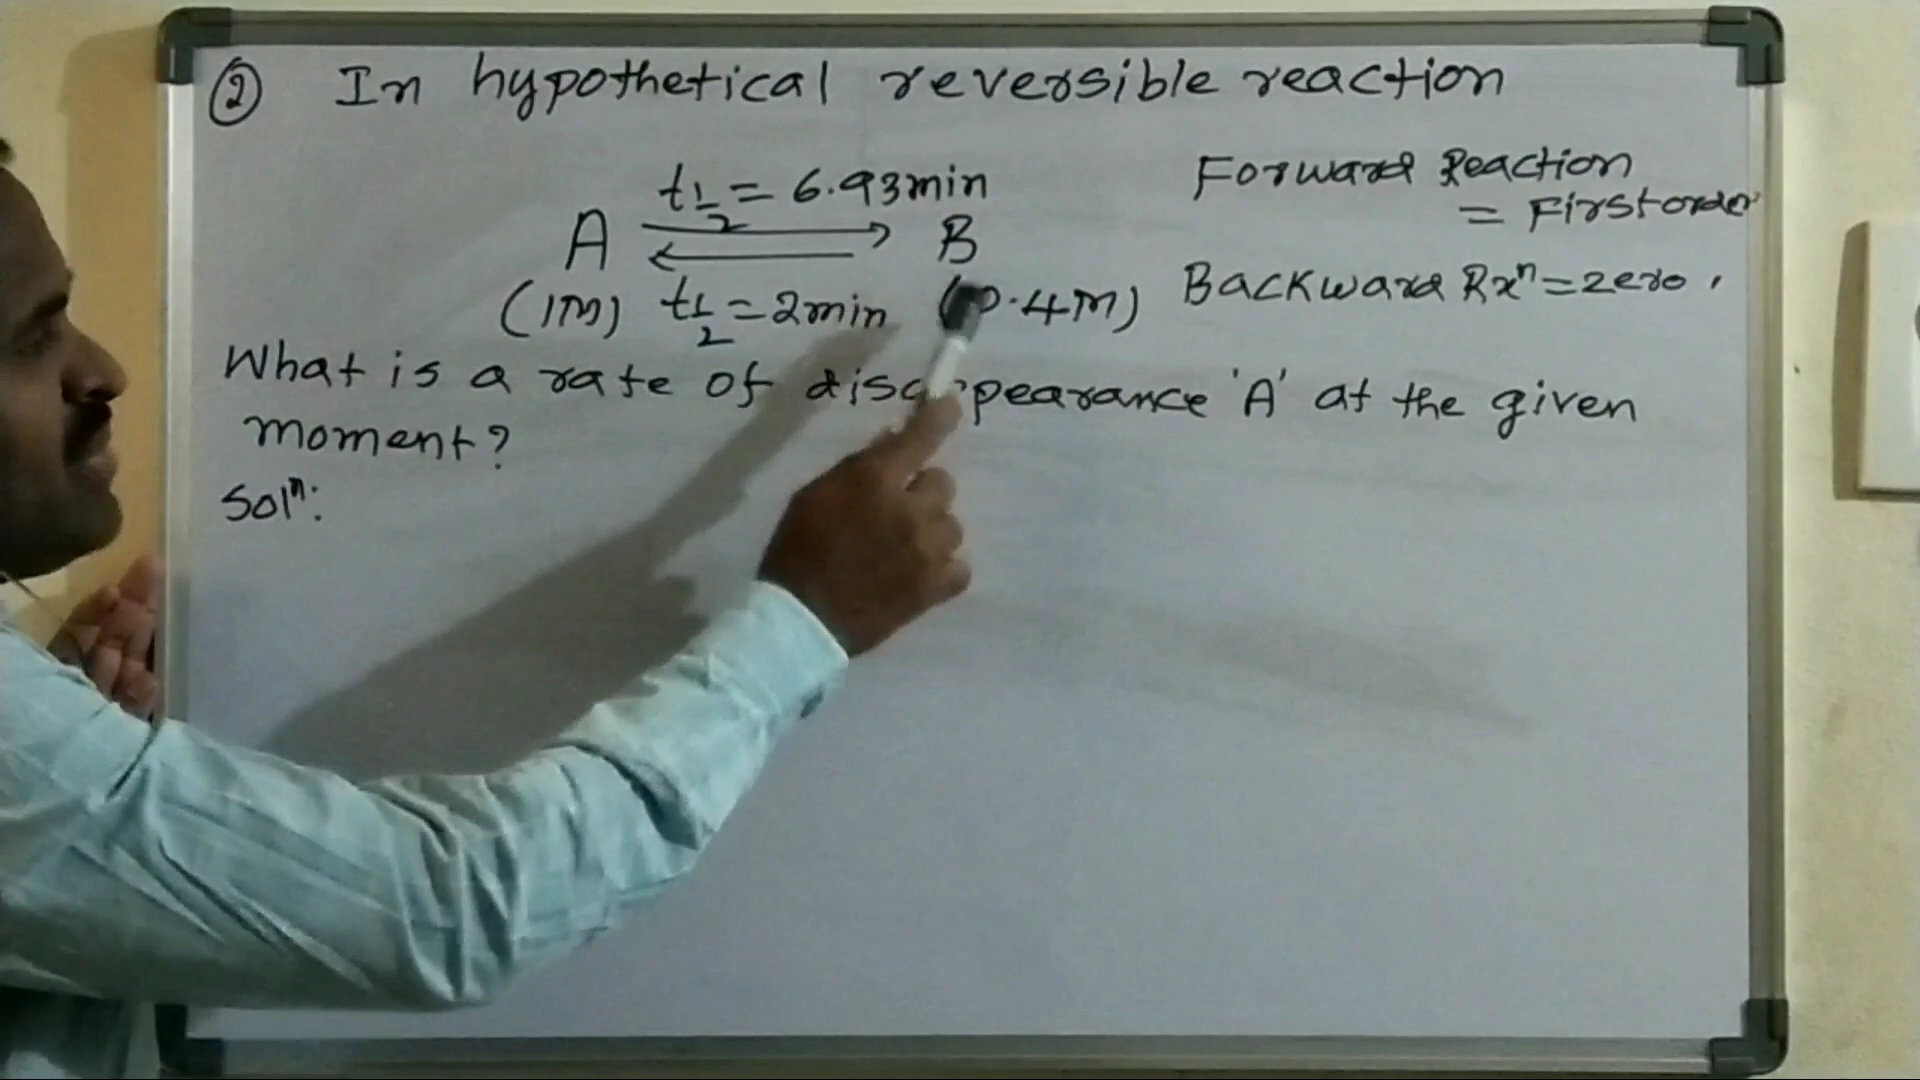 ② In hypothetical reversible reaction
t½ = 6.93min
A ⇌ B
(1M) t½ = 2min (0.4M)
Forward Reaction
= First order
Backward Rxⁿ = zero,
What is a rate of disappearance 'A' at the given
moment?
Solⁿ: